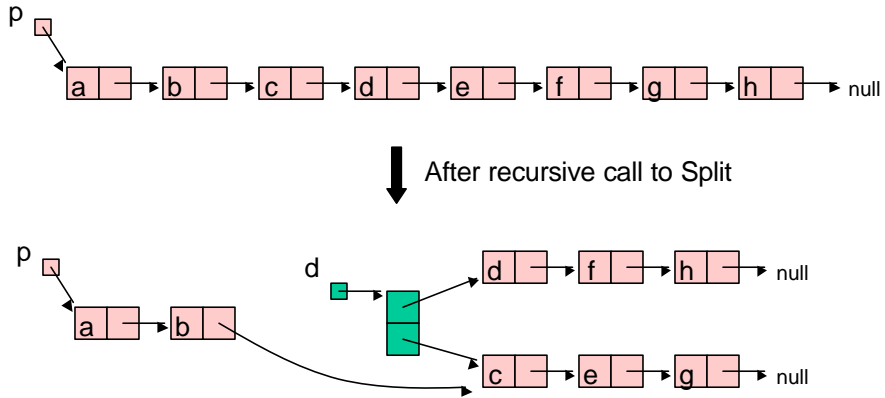 p
a b c d e f g h null
After recursive call to Split
p d d f h null
a b
c e g null